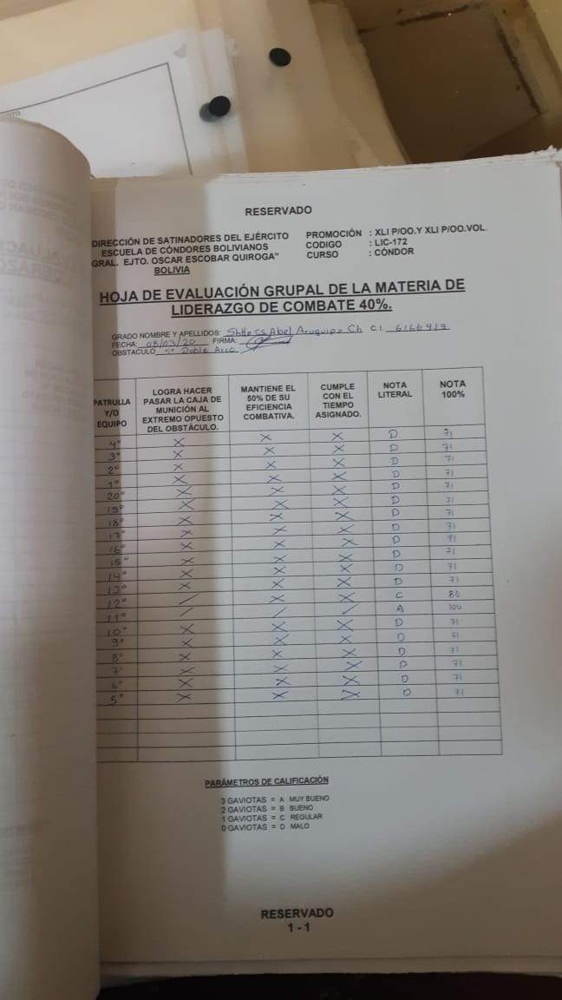 RESERVADO
DIRECCIÓN DE SATINADORES DEL EJÉRCITO
ESCUELA DE CÓNDORES BOLIVIANOS
GRAL. EJTO. OSCAR ESCOBAR QUIROGA"
BOLIVIA
PROMOCIÓN : XLI P/OO.Y XLI P/OO.VOL.
CODIGO : LIC-172
CURSO : CÓNDOR
HOJA DE EVALUACIÓN GRUPAL DE LA MATERIA DE
LIDERAZGO DE COMBATE 40%.
GRADO NOMBRE Y APELLIDOS: Sbtte Cs Abel Aruquipa Ch C.I. 6166419
FECHA: 08/03/20 FIRMA:
OBSTACULO Doble Arco
PATRULLA Y/O EQUIPO
LOGRA HACER PASAR LA CAJA DE MUNICIÓN AL EXTREMO OPUESTO DEL OBSTÁCULO.
MANTIENE EL 50% DE SU EFICIENCIA COMBATIVA.
CUMPLE CON EL TIEMPO ASIGNADO.
NOTA LITERAL
NOTA 100%
4° X X X D 71
3° X X X D 71
2° X X X D 71
1° X X X D 71
20° X X X D 71
19° X X X D 71
18° X X X D 71
17° X X X D 71
16° X X X D 71
15° X X X D 71
14° X X X D 71
13° X X X D 71
12° / X X C 80
11° / / / A 100
10° X X X D 71
9° X X X D 71
8° X X X D 71
7° X X X D 71
6° X X X D 71
5° X X X D 71
PARÁMETROS DE CALIFICACIÓN
3 GAVIOTAS = A MUY BUENO
2 GAVIOTAS = B BUENO
1 GAVIOTAS = C REGULAR
0 GAVIOTAS = D MALO
RESERVADO
1 - 1